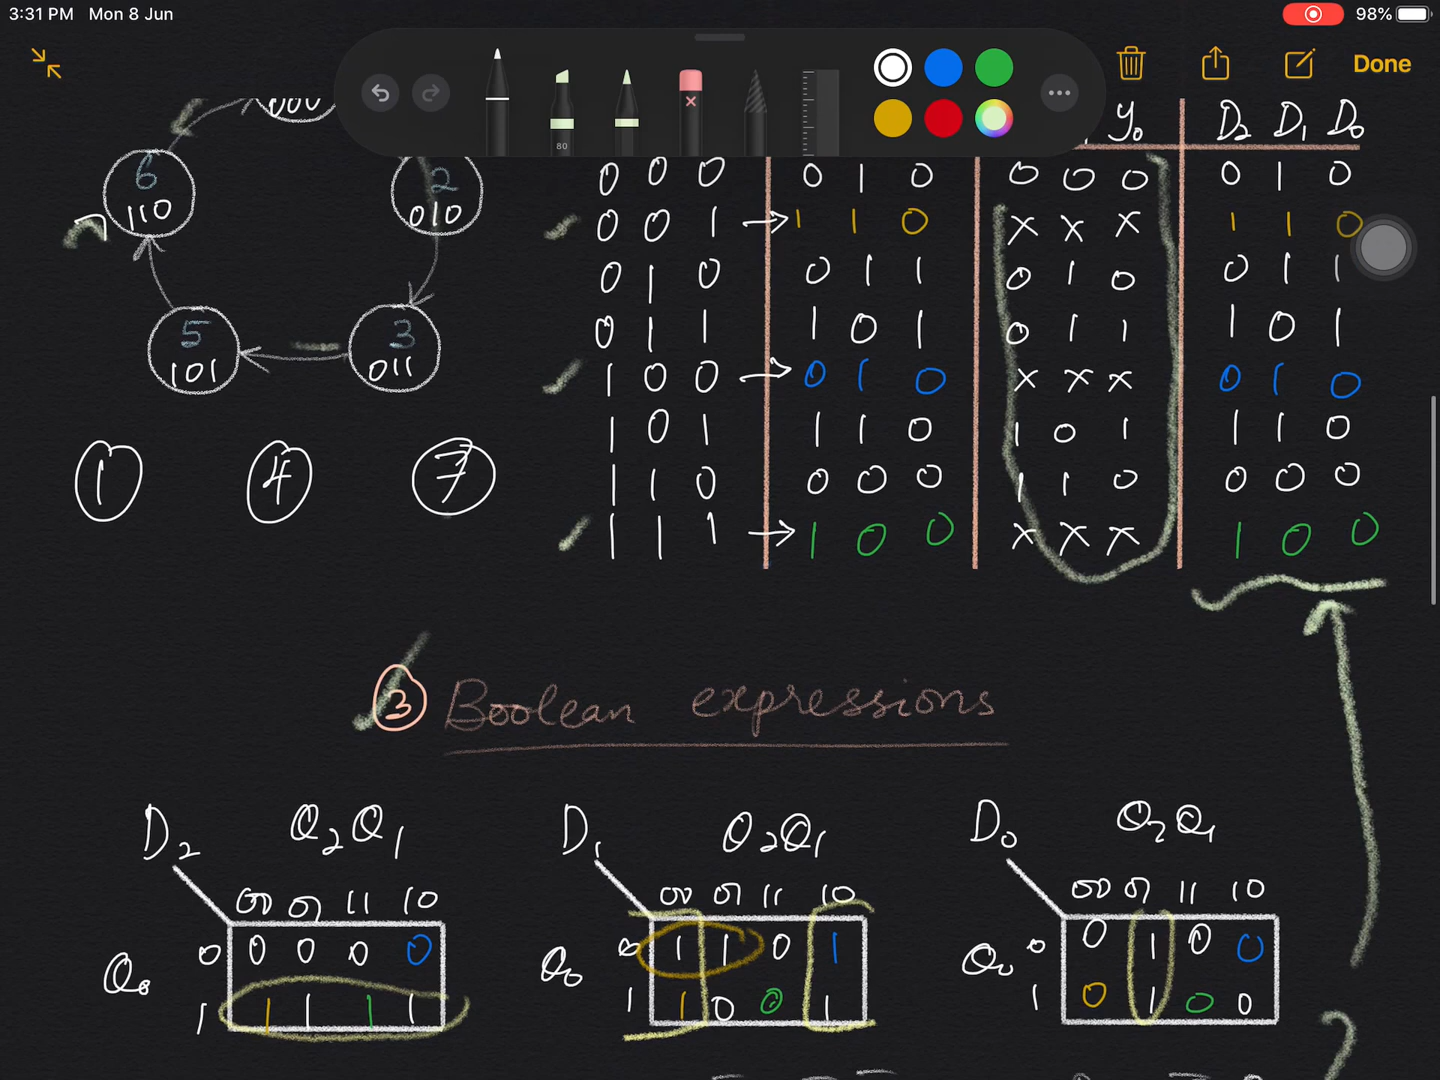 3:31 PM Mon 8 Jun
98%
Done
80
y₀ D₂ D₁ D₀
6
110
2
010
5
101
3
011
1 4 7
0 0 0 0 1 0 0 0 0 0 1 0
0 0 1 → 1 1 0 x x x 1 1 0
0 1 0 0 1 1 0 1 0 0 1 1
0 1 1 1 0 1 0 1 1 1 0 1
1 0 0 → 0 1 0 x x x 0 1 0
1 0 1 1 1 0 1 0 1 1 1 0
1 1 0 0 0 0 1 1 0 0 0 0
1 1 1 → 1 0 0 x x x 1 0 0
3 Boolean expressions
D₂ Q₂Q₁
00 01 11 10
Q₀ 0 0 0 0 0
1 1 1 1 1
D₁ Q₂Q₁
00 01 11 10
Q₀ 0 1 1 0 1
1 1 0 0 1
D₀ Q₂Q₁
00 01 11 10
Q₀ 0 0 1 0 0
1 0 1 0 0